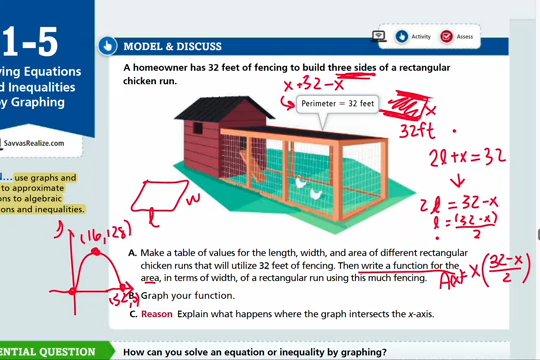 1-5
ving Equations
nd Inequalities
by Graphing
SavvasRealize.com
N... use graphs and
to approximate
ons to algebraic
ons and inequalities.
MODEL & DISCUSS
Activity
Assess
A homeowner has 32 feet of fencing to build three sides of a rectangular
chicken run.
x+32-x
Perimeter = 32 feet
x
32ft
2l+x=32
2l = 32-x
l = (32-x)/2
w
l
(16,128)
A. Make a table of values for the length, width, and area of different rectangular
chicken runs that will utilize 32 feet of fencing. Then write a function for the
area, in terms of width, of a rectangular run using this much fencing.
x(32-x/2)
B. Graph your function.
C. Reason Explain what happens where the graph intersects the x-axis.
ENTIAL QUESTION
How can you solve an equation or inequality by graphing?